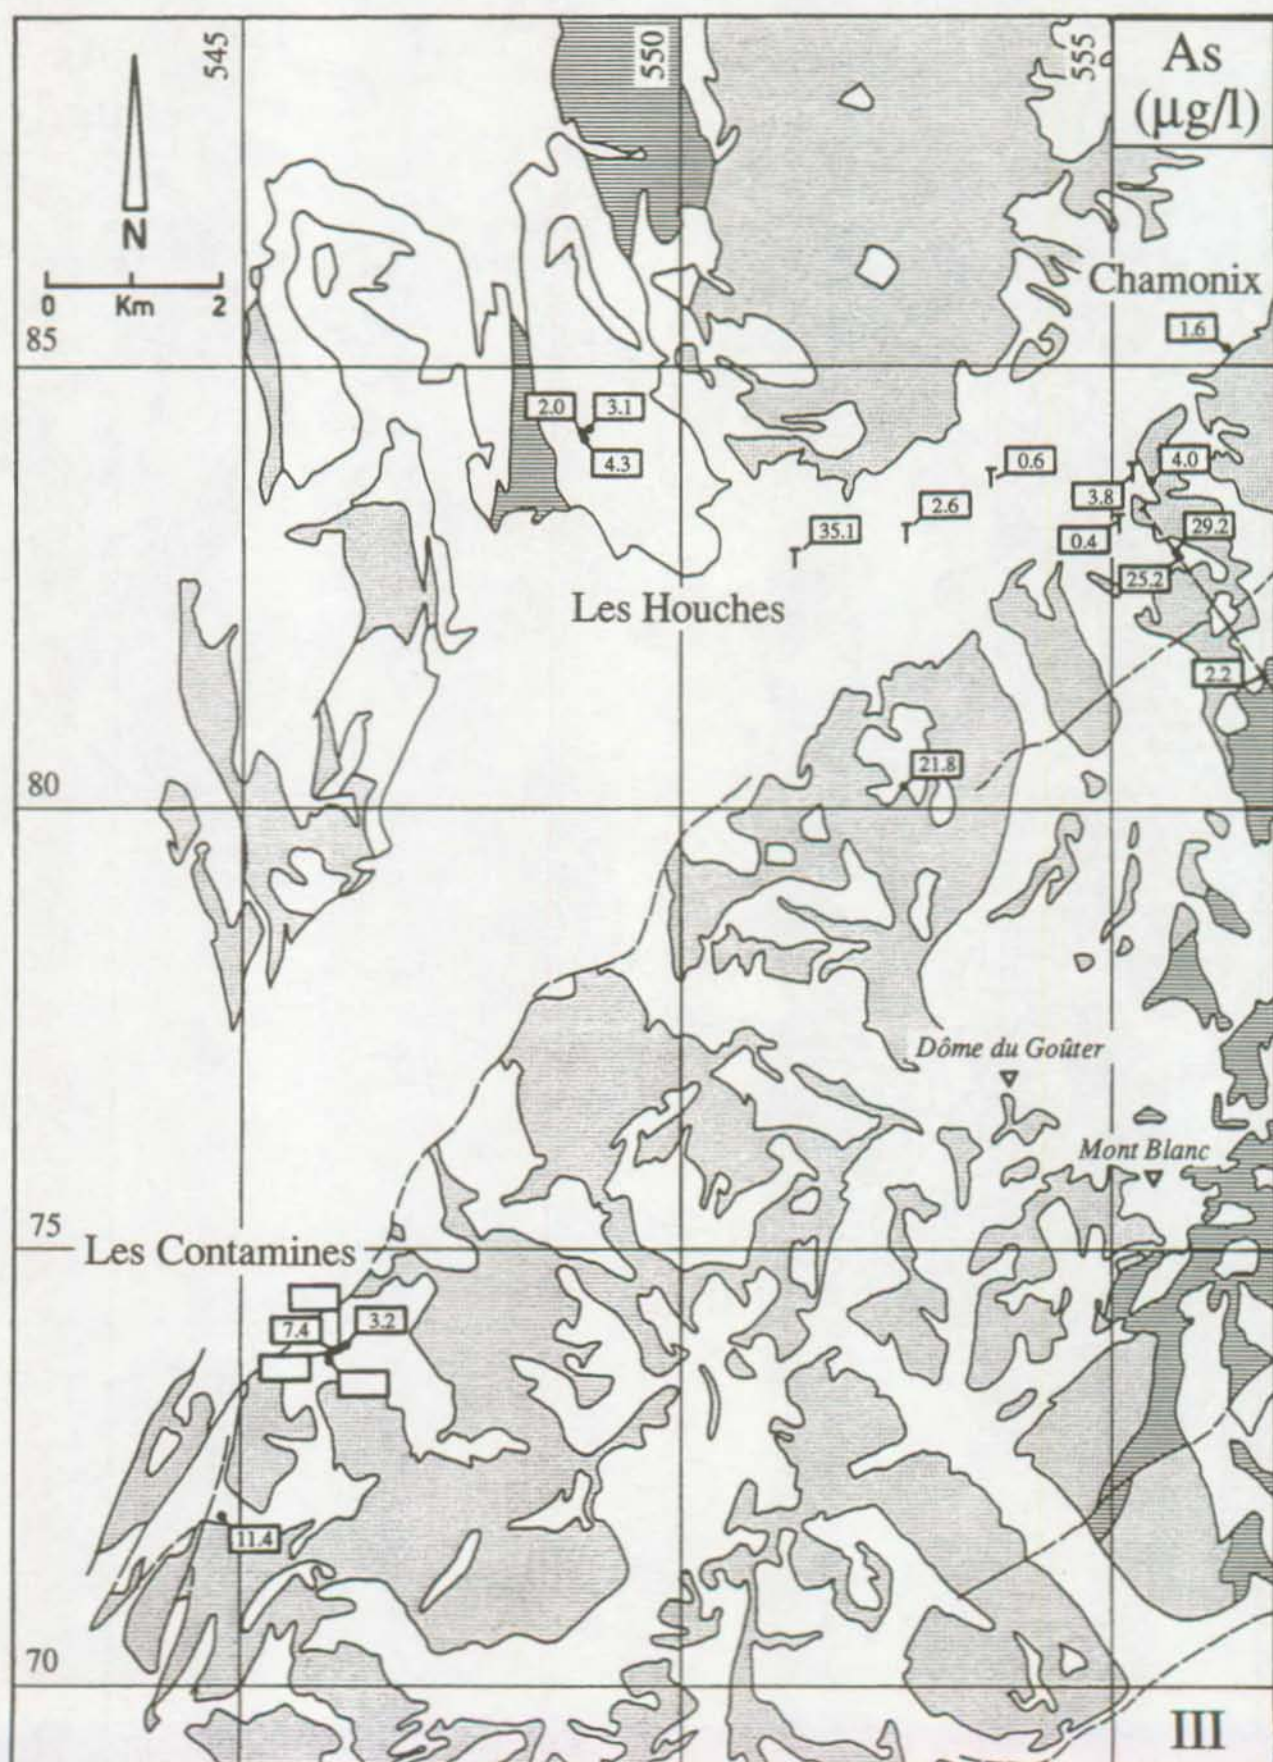 545
550
555
As
(µg/l)
N
0 Km 2
Chamonix
85
1.6
2.0
3.1
4.3
0.6
4.0
3.8
2.6
35.1
0.4
29.2
25.2
Les Houches
2.2
21.8
80
Dôme du Goûter
Mont Blanc
75
Les Contamines
7.4
3.2
11.4
70
III